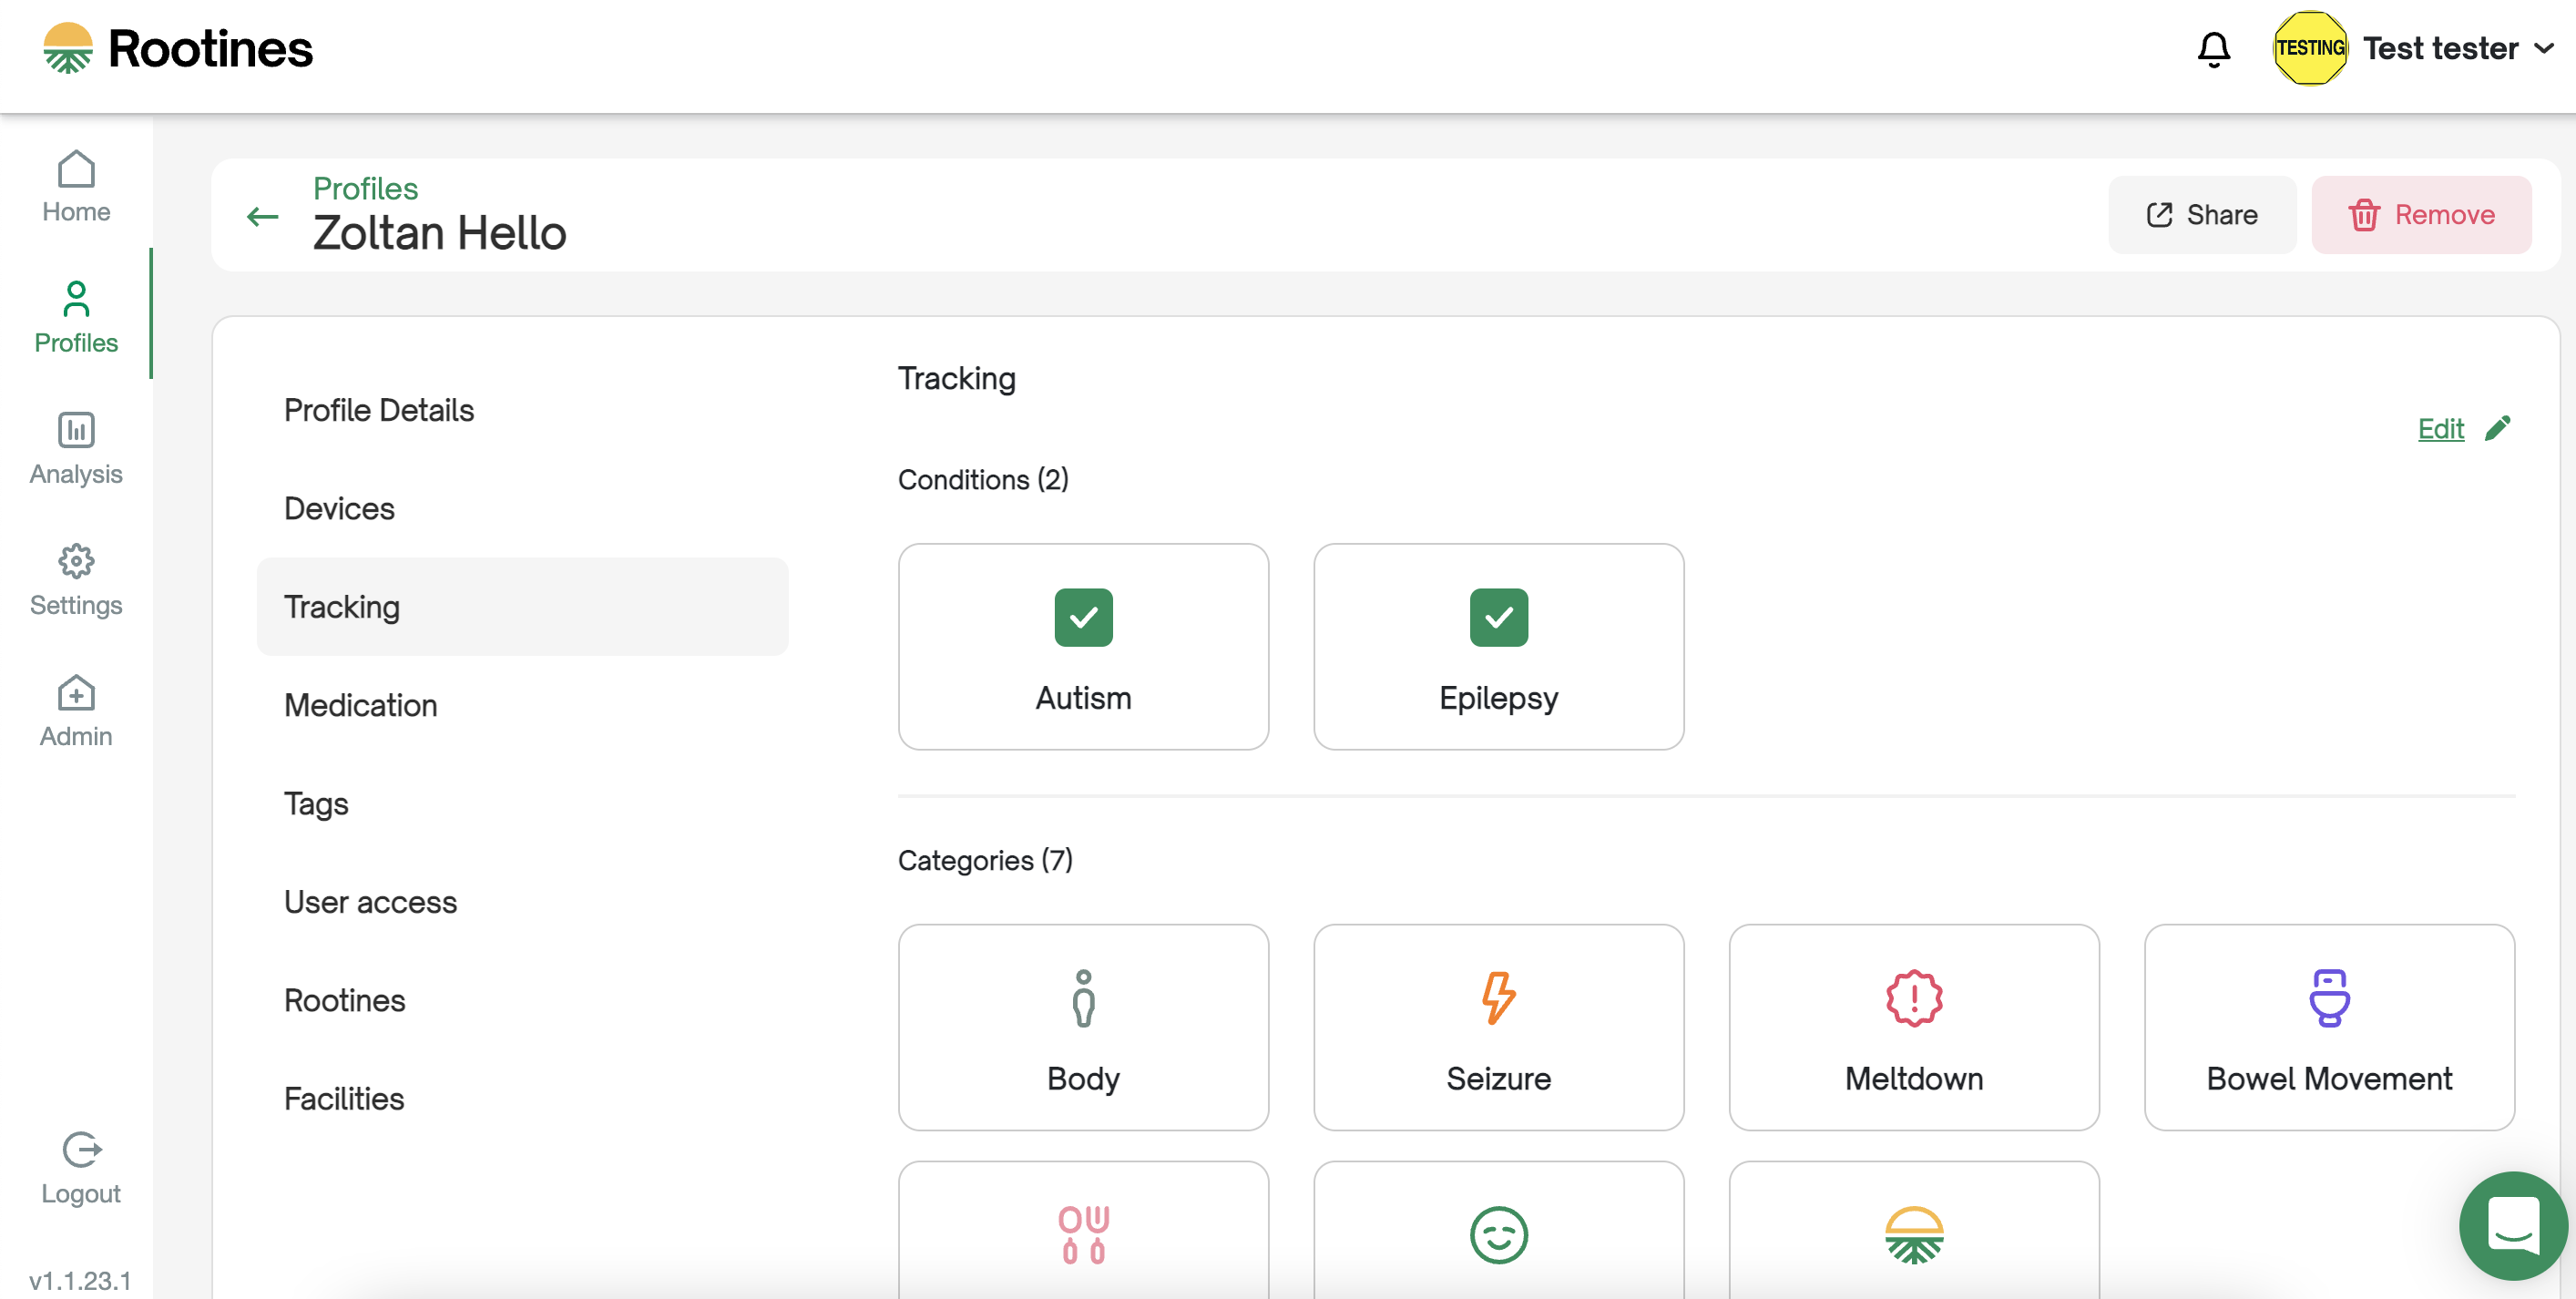 Rootines
TESTING
Test tester
Home
Profiles
Analysis
Settings
Admin
Logout
v1.1.23.1
Profiles
Zoltan Hello
Share
Remove
Profile Details
Devices
Tracking
Medication
Tags
User access
Rootines
Facilities
Tracking
Edit
Conditions (2)
Autism
Epilepsy
Categories (7)
Body
Seizure
Meltdown
Bowel Movement